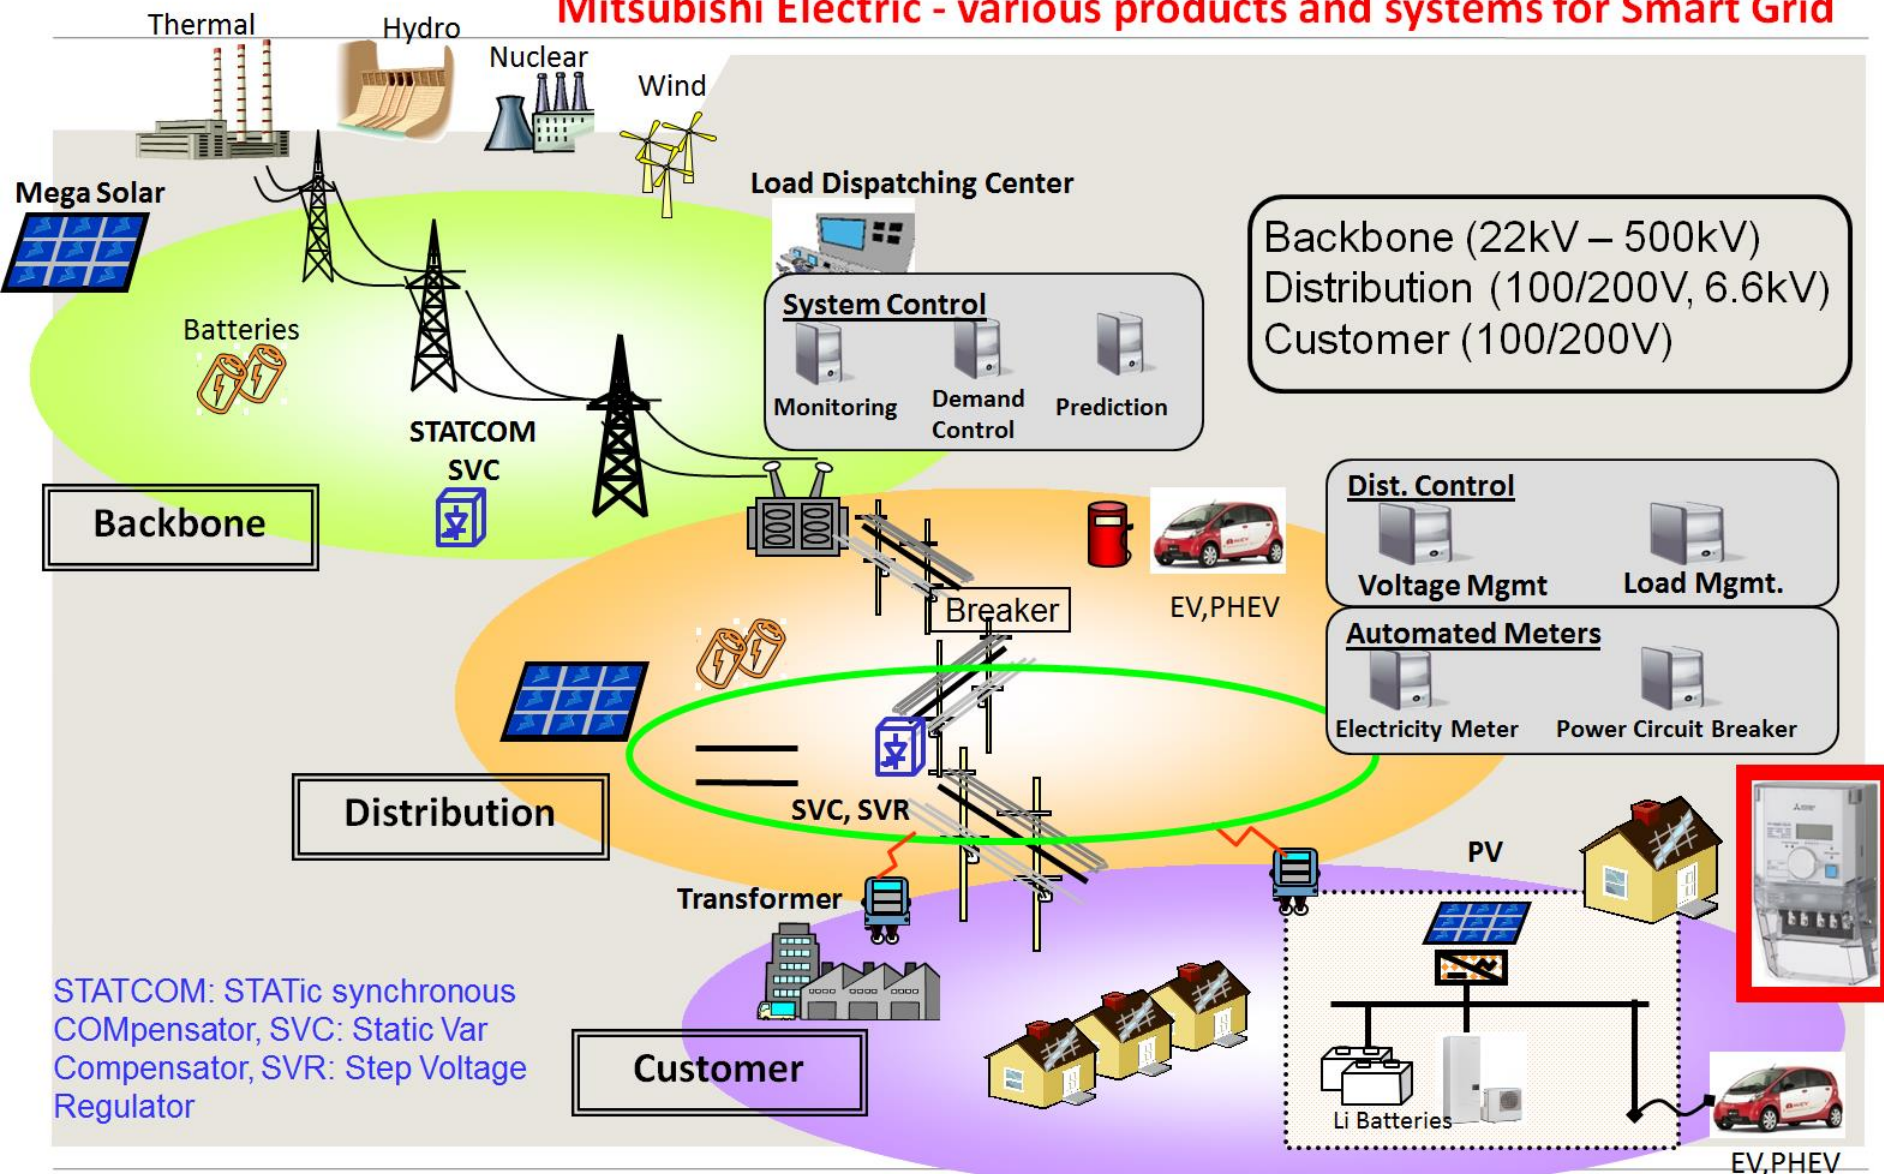 Mitsubishi Electric - various products and systems for Smart Grid
Thermal
Hydro
Nuclear
Wind
Mega Solar
Load Dispatching Center
Backbone (22kV – 500kV)
Distribution (100/200V, 6.6kV)
Customer (100/200V)
System Control
Monitoring
Demand
Control
Prediction
Batteries
STATCOM
SVC
Backbone
Dist. Control
Voltage Mgmt
Load Mgmt.
EV,PHEV
Breaker
Automated Meters
Electricity Meter
Power Circuit Breaker
Distribution
SVC, SVR
PV
Transformer
STATCOM: STATic synchronous
COMpensator, SVC: Static Var
Compensator, SVR: Step Voltage
Regulator
Customer
Li Batteries
EV,PHEV